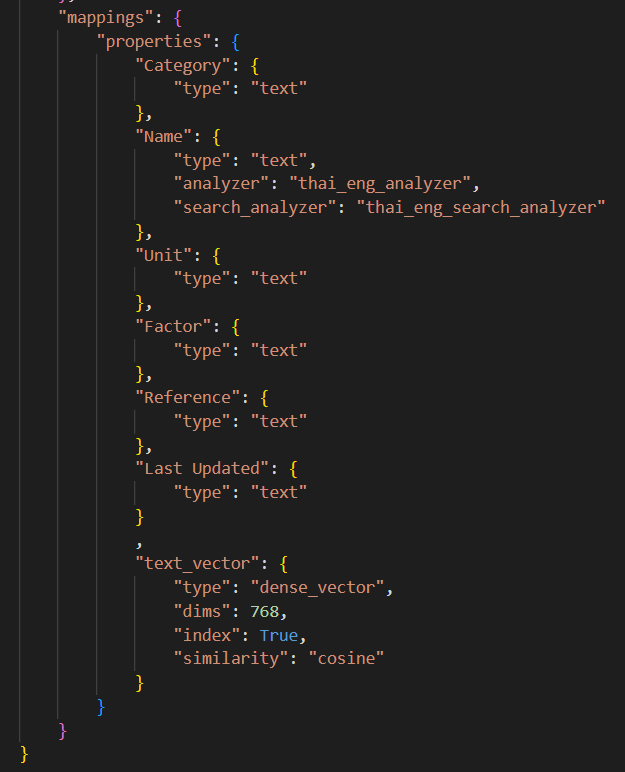 },
"mappings": {
"properties": {
"Category": {
"type": "text"
},
"Name": {
"type": "text",
"analyzer": "thai_eng_analyzer",
"search_analyzer": "thai_eng_search_analyzer"
},
"Unit": {
"type": "text"
},
"Factor": {
"type": "text"
},
"Reference": {
"type": "text"
},
"Last Updated": {
"type": "text"
}
,
"text_vector": {
"type": "dense_vector",
"dims": 768,
"index": True,
"similarity": "cosine"
}
}
}
}